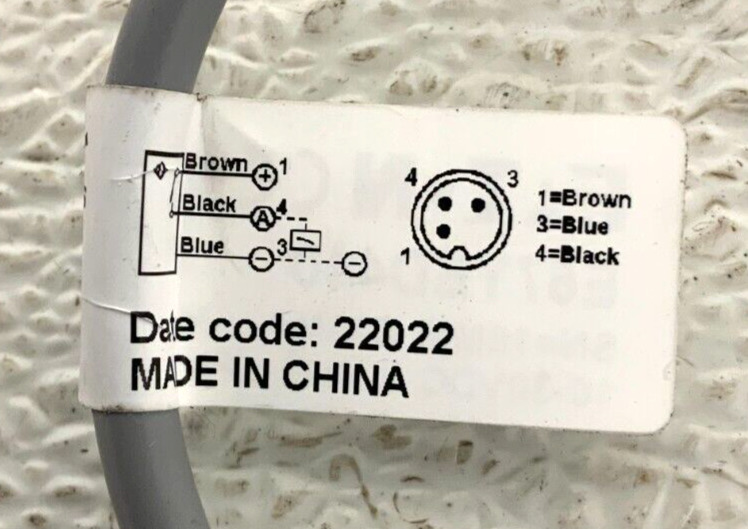 Brown + 1
Black A 4
Blue - 3 -
4 3
1
1=Brown
3=Blue
4=Black
Date code: 22022
MADE IN CHINA